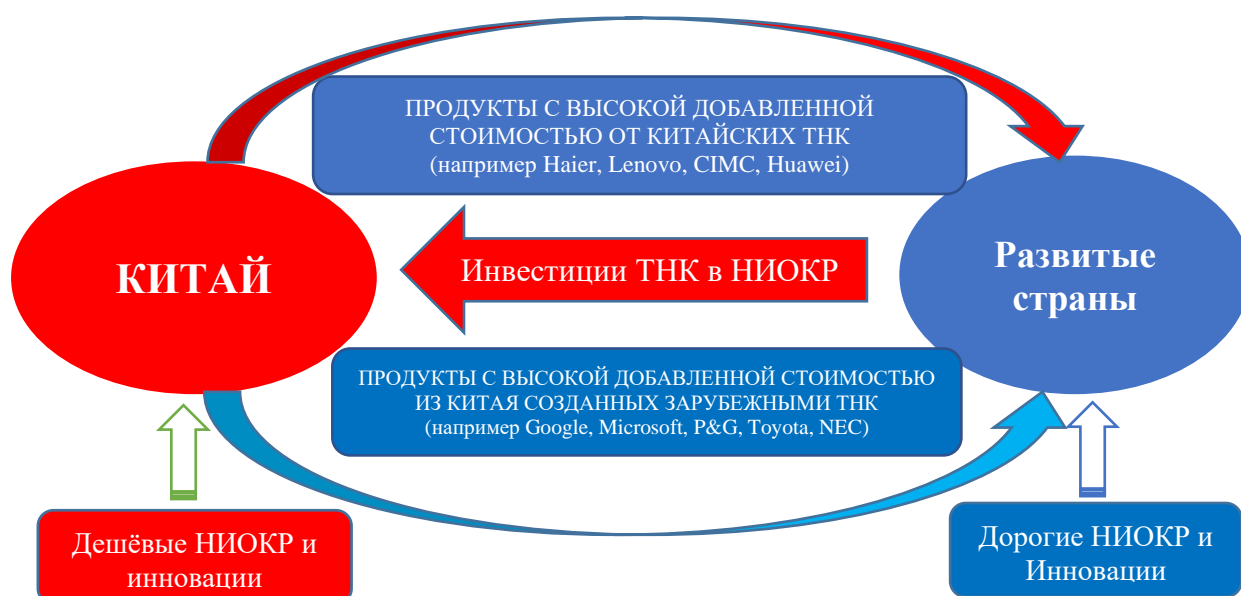 ПРОДУКТЫ С ВЫСОКОЙ ДОБАВЛЕННОЙ
СТОИМОСТЬЮ ОТ КИТАЙСКИХ ТНК
(например Haier, Lenovo, CIMC, Huawei)
КИТАЙ
Инвестиции ТНК в НИОКР
Развитые
страны
ПРОДУКТЫ С ВЫСОКОЙ ДОБАВЛЕННОЙ СТОИМОСТЬЮ
ИЗ КИТАЯ СОЗДАННЫХ ЗАРУБЕЖНЫМИ ТНК
(например Google, Microsoft, P&G, Toyota, NEC)
Дешёвые НИОКР и
инновации
Дорогие НИОКР и
Инновации